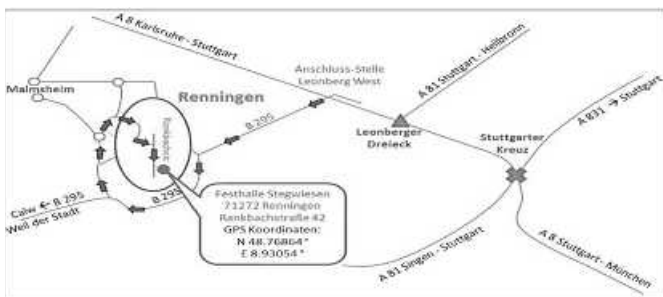 A 8 Karlsruhe - Stuttgart
A 81 Stuttgart - Heilbronn
Anschluss-Stelle
Leonberg West
Malmsheim
Renningen
B 295
Leonberger
Dreieck
Stuttgarter
Kreuz
A 831 → Stuttgart
Rankbachstr.
B 295
Calw ← B 295
Weil der Stadt
Festhalle Stegwiesen
71272 Renningen
Rankbachstraße 42
GPS Koordinaten:
N 48.76864°
E 8.93054°
A 81 Singen - Stuttgart
A 8 Stuttgart - München